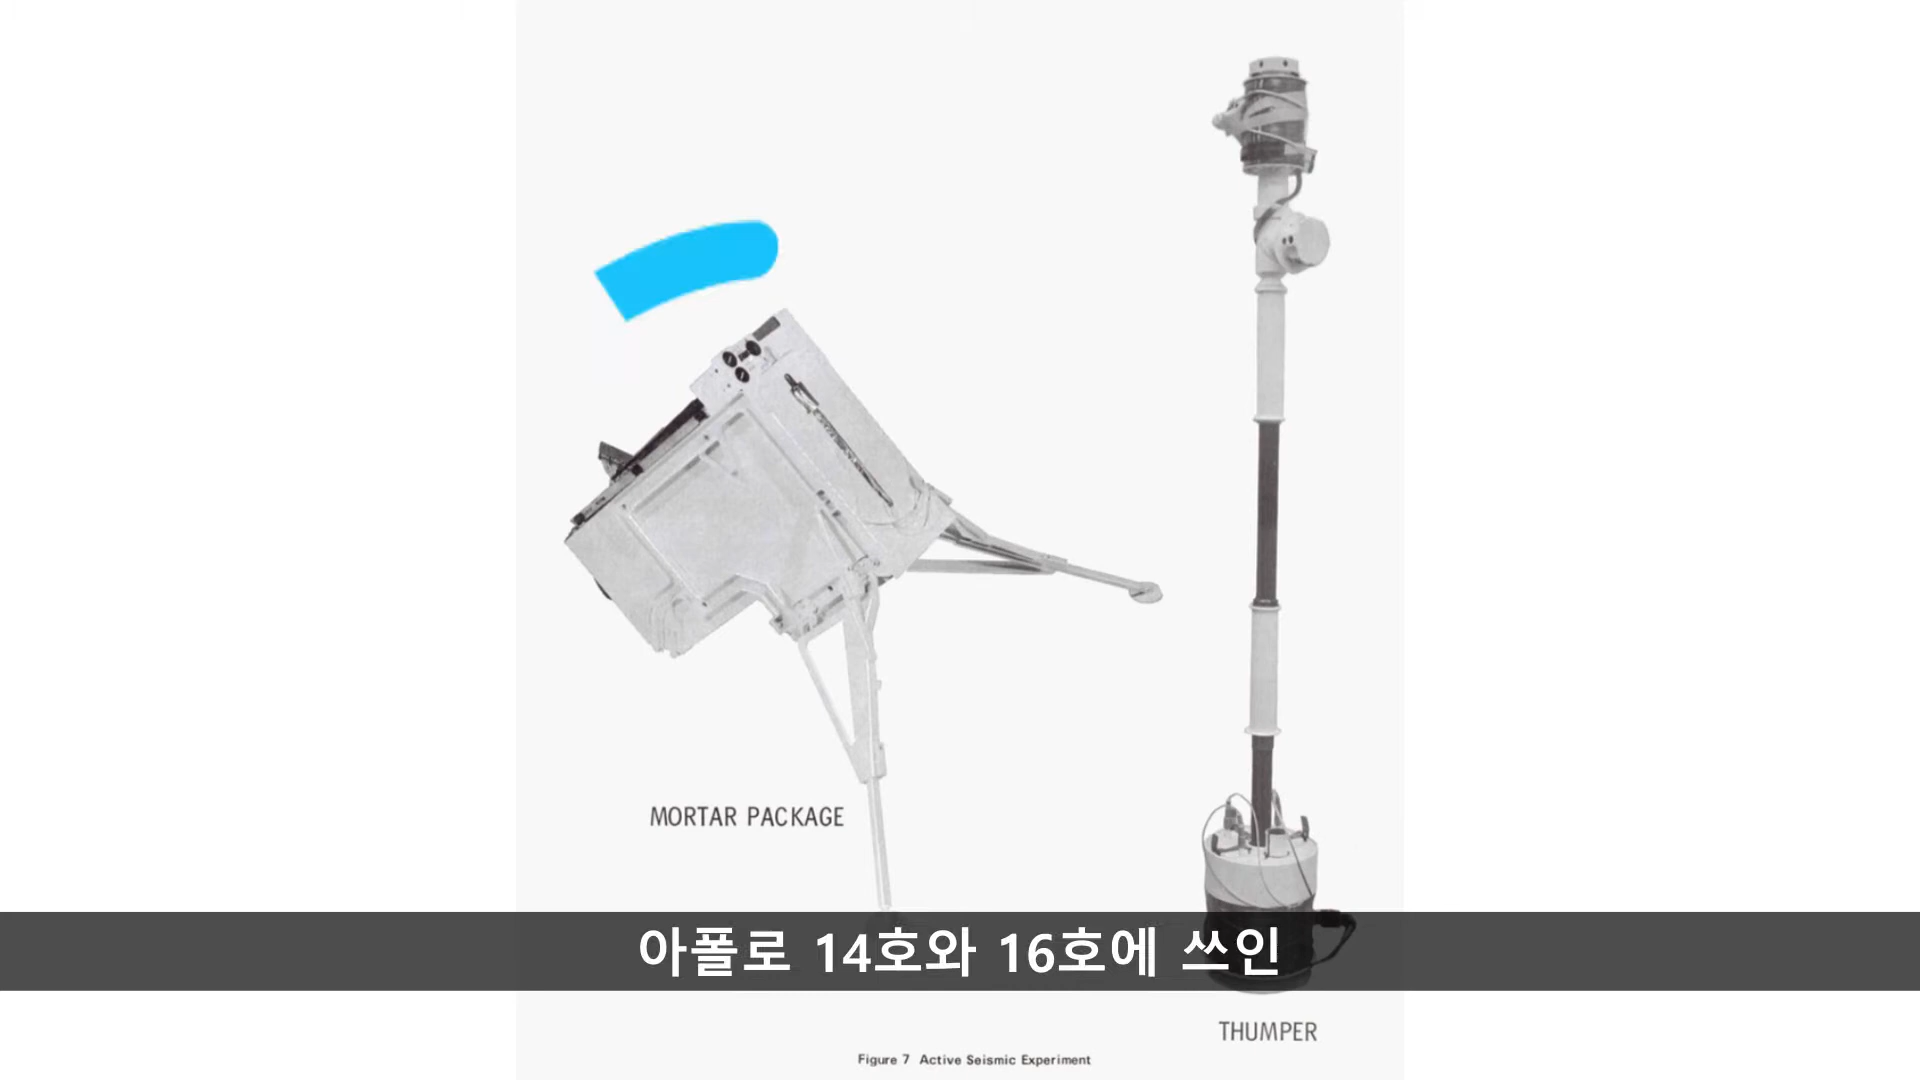 MORTAR PACKAGE
아폴로 14호와 16호에 쓰인
THUMPER
Figure 7 Active Seismic Experiment